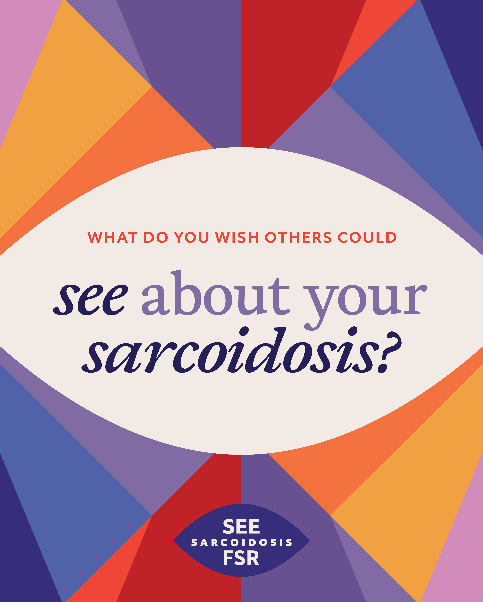 WHAT DO YOU WISH OTHERS COULD
see about your
sarcoidosis?
SEE
SARCOIDOSIS
FSR